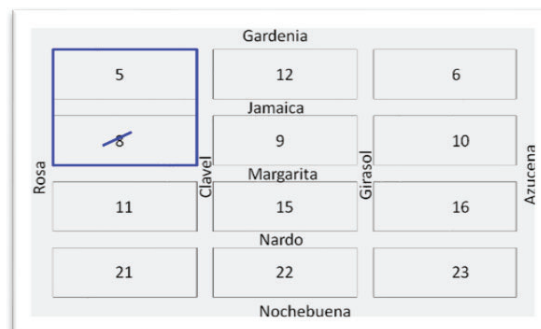 Gardenia
5 12 6
Jamaica
8 9 10
Rosa Clavel Margarita Girasol Azucena
11 15 16
Nardo
21 22 23
Nochebuena